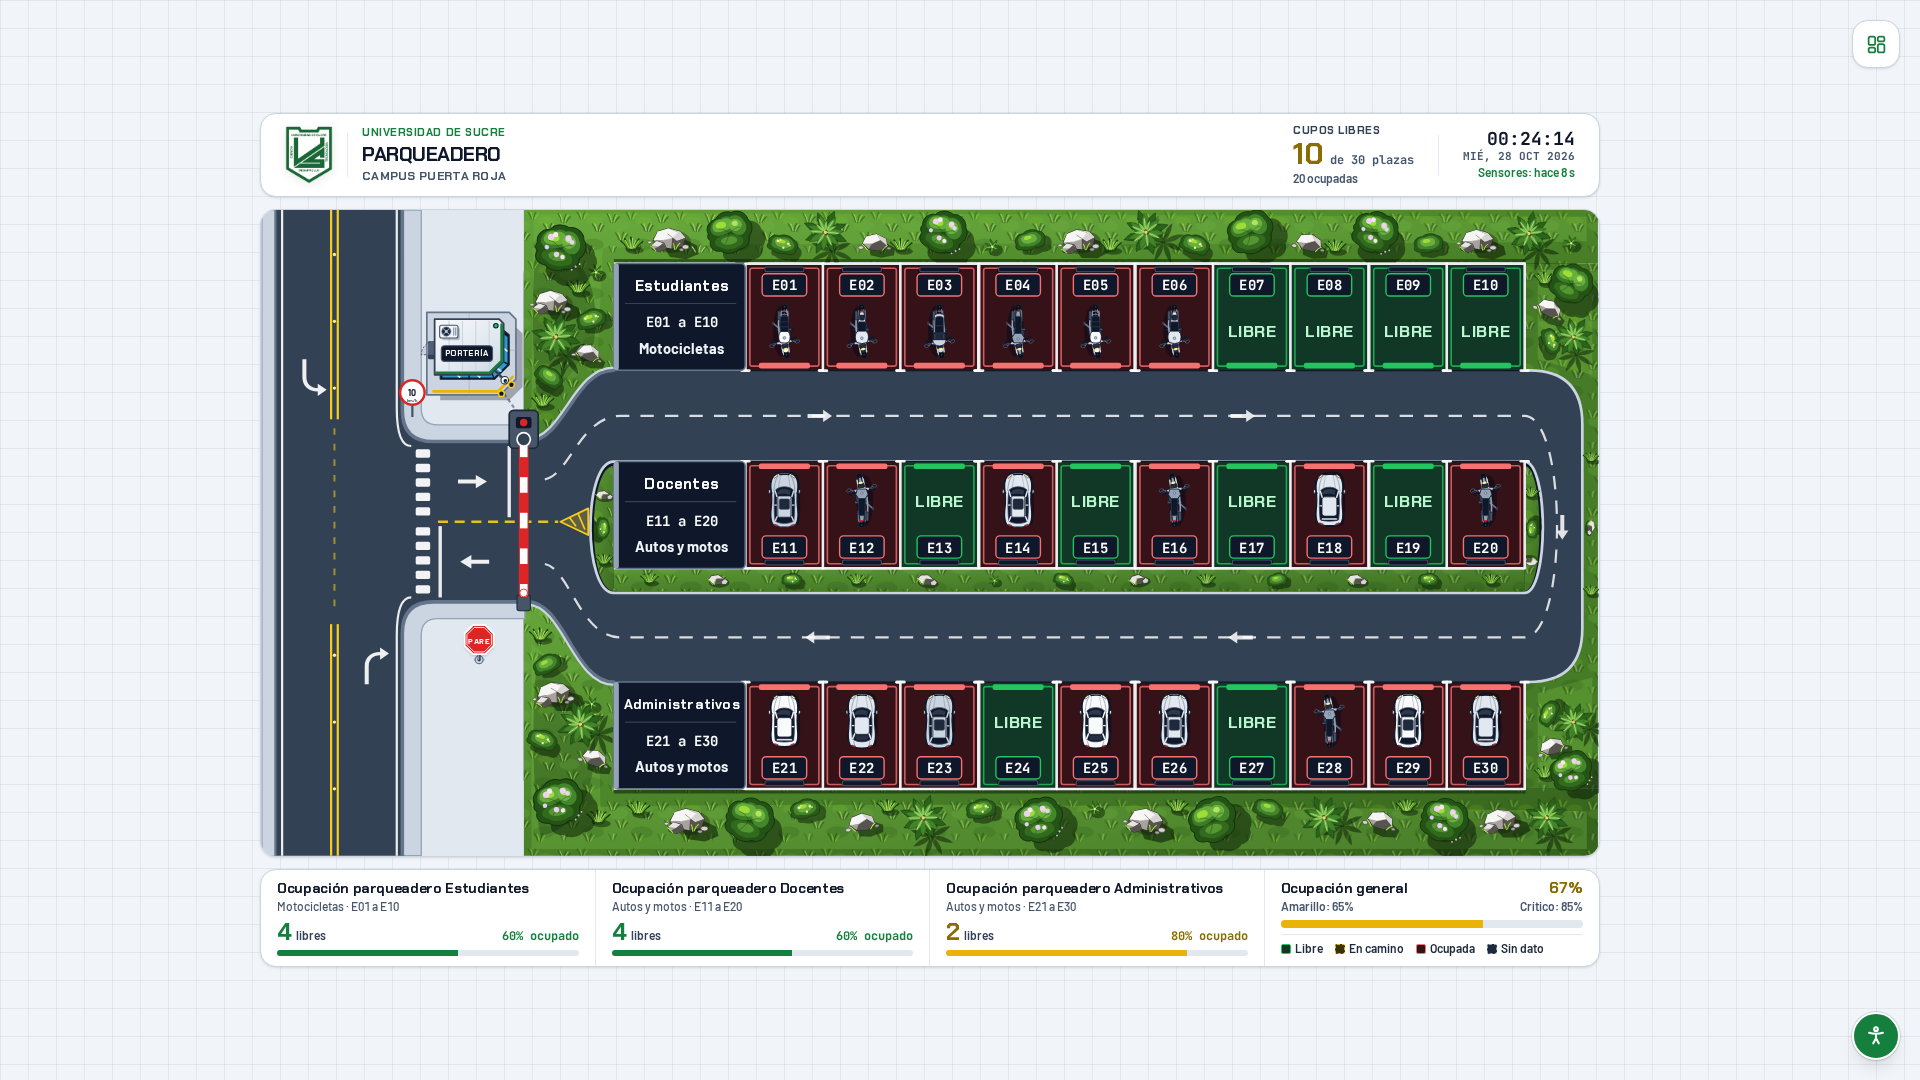 UNIVERSIDAD DE SUCRE
PARQUEADERO
CAMPUS PUERTA ROJA
CUPOS LIBRES
10 de 30 plazas
20 ocupadas
00:24:14
MIÉ, 28 OCT 2026
Sensores: hace 8 s
PORTERÍA
10
PARE
Estudiantes
E01 a E10
Motocicletas
E01 E02 E03 E04 E05 E06 E07 E08 E09 E10
LIBRE LIBRE LIBRE LIBRE
Docentes
E11 a E20
Autos y motos
LIBRE LIBRE LIBRE LIBRE
E11 E12 E13 E14 E15 E16 E17 E18 E19 E20
Administrativos
E21 a E30
Autos y motos
LIBRE LIBRE
E21 E22 E23 E24 E25 E26 E27 E28 E29 E30
Ocupación parqueadero Estudiantes
Motocicletas · E01 a E10
4 libres
60% ocupado
Ocupación parqueadero Docentes
Autos y motos · E11 a E20
4 libres
60% ocupado
Ocupación parqueadero Administrativos
Autos y motos · E21 a E30
2 libres
80% ocupado
Ocupación general
67%
Amarillo: 65%
Crítico: 85%
Libre
En camino
Ocupada
Sin dato